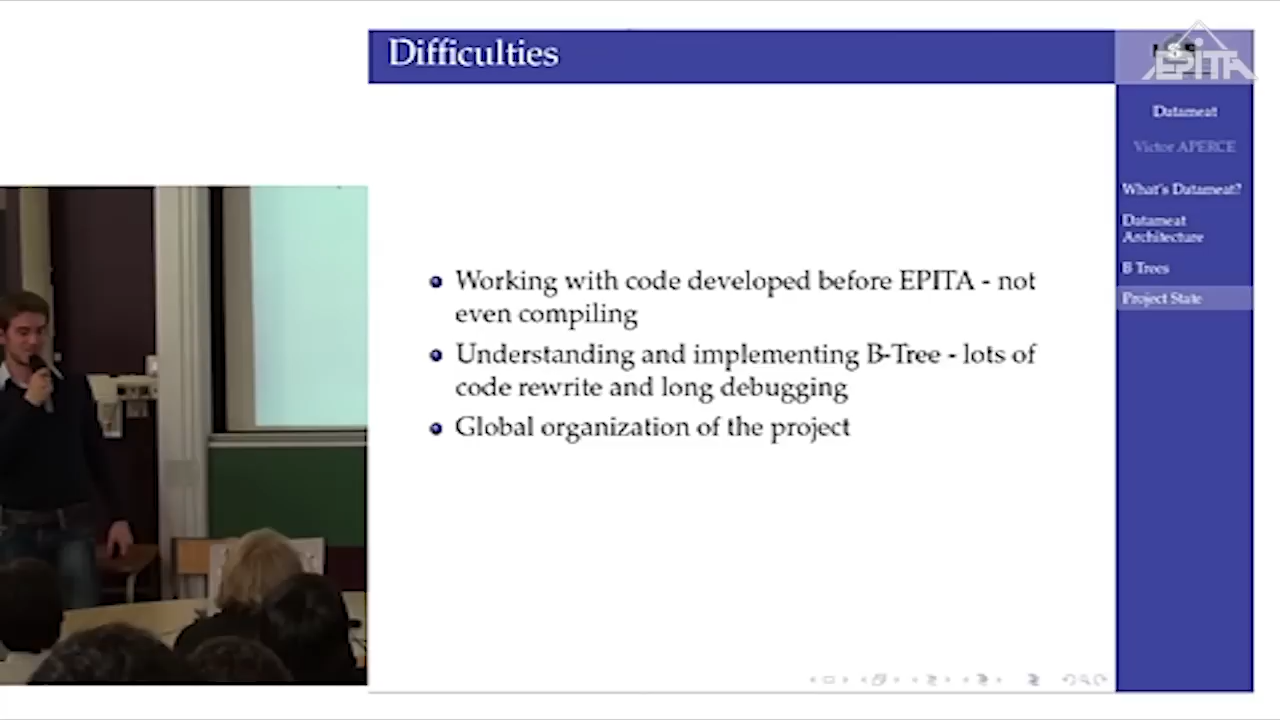 Difficulties
EPITA
Datameat
Victor APERCE
What's Datameat?
Datameat
Architecture
B Trees
Project State
Working with code developed before EPITA - not
even compiling
Understanding and implementing B-Tree - lots of
code rewrite and long debugging
Global organization of the project